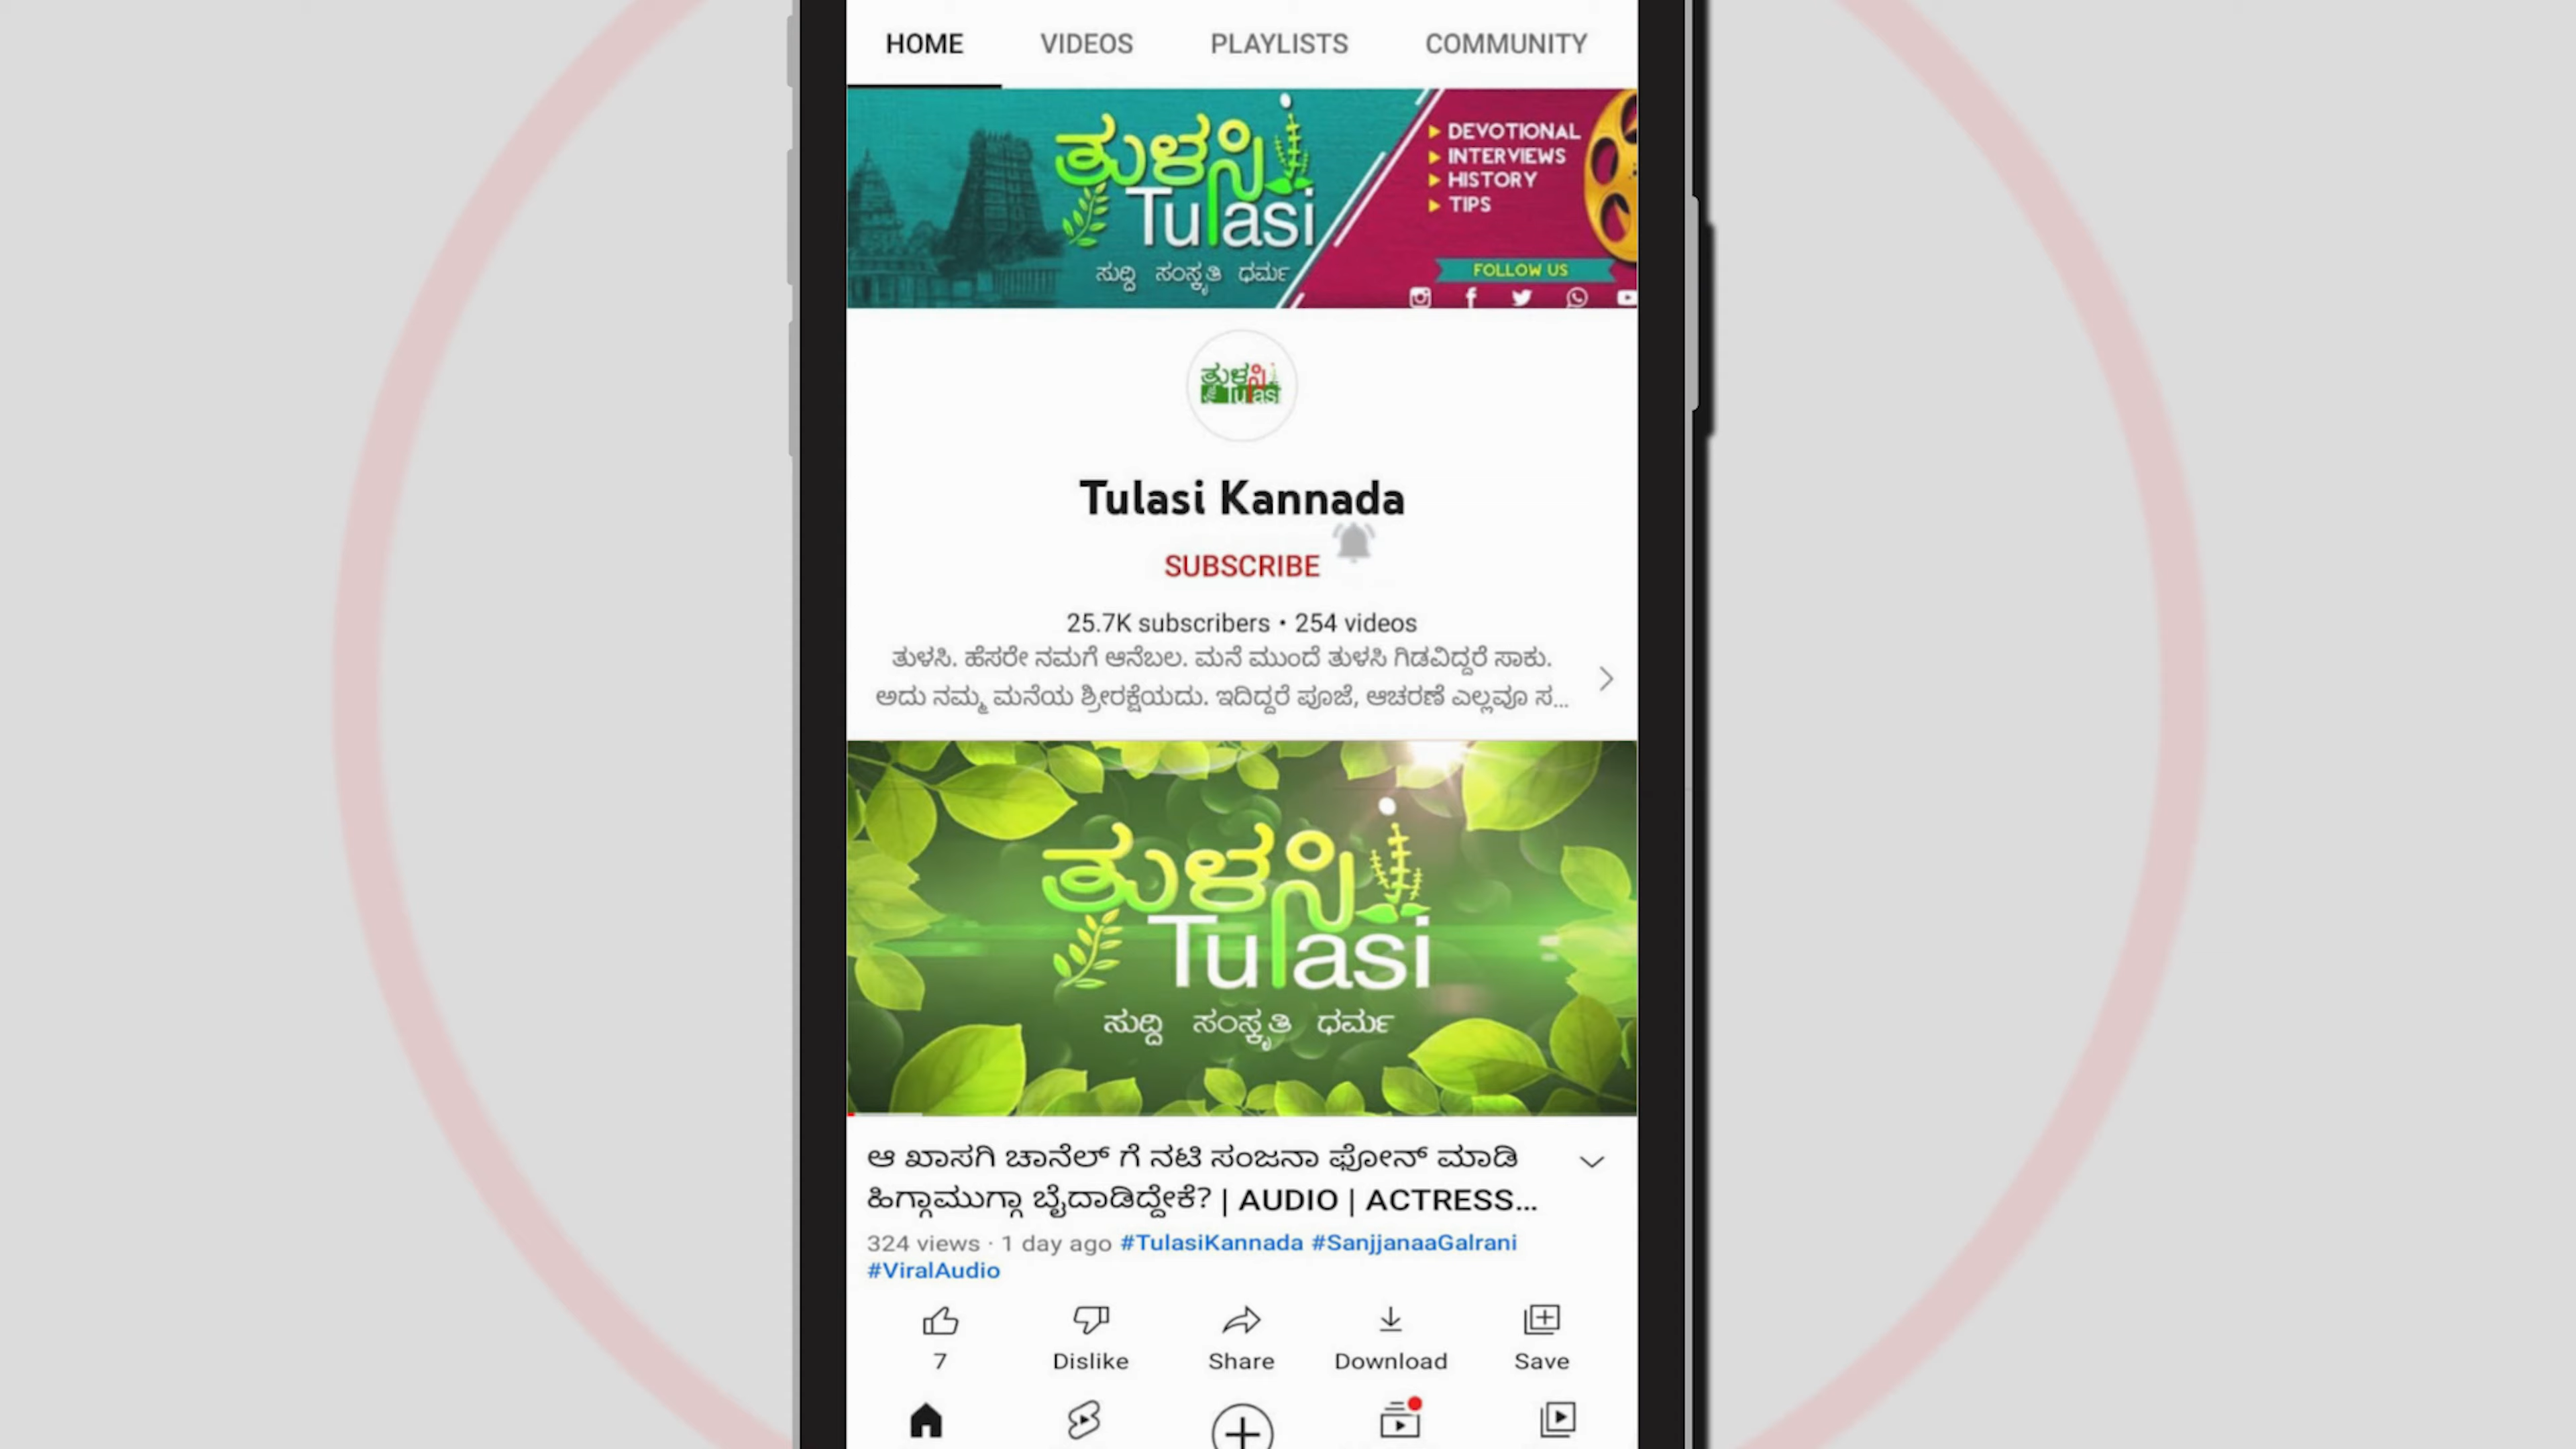 HOME VIDEOS PLAYLISTS COMMUNITY
ತುಳಸಿ
Tulasi
ಸುದ್ದಿ ಸಂಸ್ಕೃತಿ ಧರ್ಮ
DEVOTIONAL
INTERVIEWS
HISTORY
TIPS
FOLLOW US
ತುಳಸಿ
Tulasi
Tulasi Kannada
SUBSCRIBE
25.7K subscribers • 254 videos
ತುಳಸಿ. ಹೆಸರೇ ನಮಗೆ ಆನೆಬಲ. ಮನೆ ಮುಂದೆ ತುಳಸಿ ಗಿಡವಿದ್ದರೆ ಸಾಕು.
ಅದು ನಮ್ಮ ಮನೆಯ ಶ್ರೀರಕ್ಷೆಯದು. ಇದಿದ್ದರೆ ಪೂಜೆ, ಆಚರಣೆ ಎಲ್ಲವೂ ಸ...
ತುಳಸಿ
Tulasi
ಸುದ್ದಿ ಸಂಸ್ಕೃತಿ ಧರ್ಮ
ಆ ಖಾಸಗಿ ಚಾನೆಲ್ ಗೆ ನಟಿ ಸಂಜನಾ ಫೋನ್ ಮಾಡಿ
ಹಿಗ್ಗಾಮುಗ್ಗಾ ಬೈದಾಡಿದ್ದೇಕೆ? | AUDIO | ACTRESS...
324 views · 1 day ago #TulasiKannada #SanjjanaaGalrani
#ViralAudio
7 Dislike Share Download Save